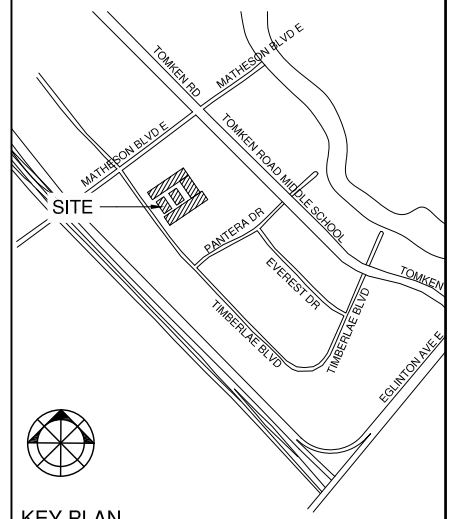 TOMKEN RD
MATHESON BLVD E
MATHESON BLVD E
TOMKEN ROAD MIDDLE SCHOOL
SITE
PANTERA DR
EVEREST DR
TOMKEN
TIMBERLAE BLVD
TIMBERLAE BLVD
EGLINTON AVE E
KEY PLAN